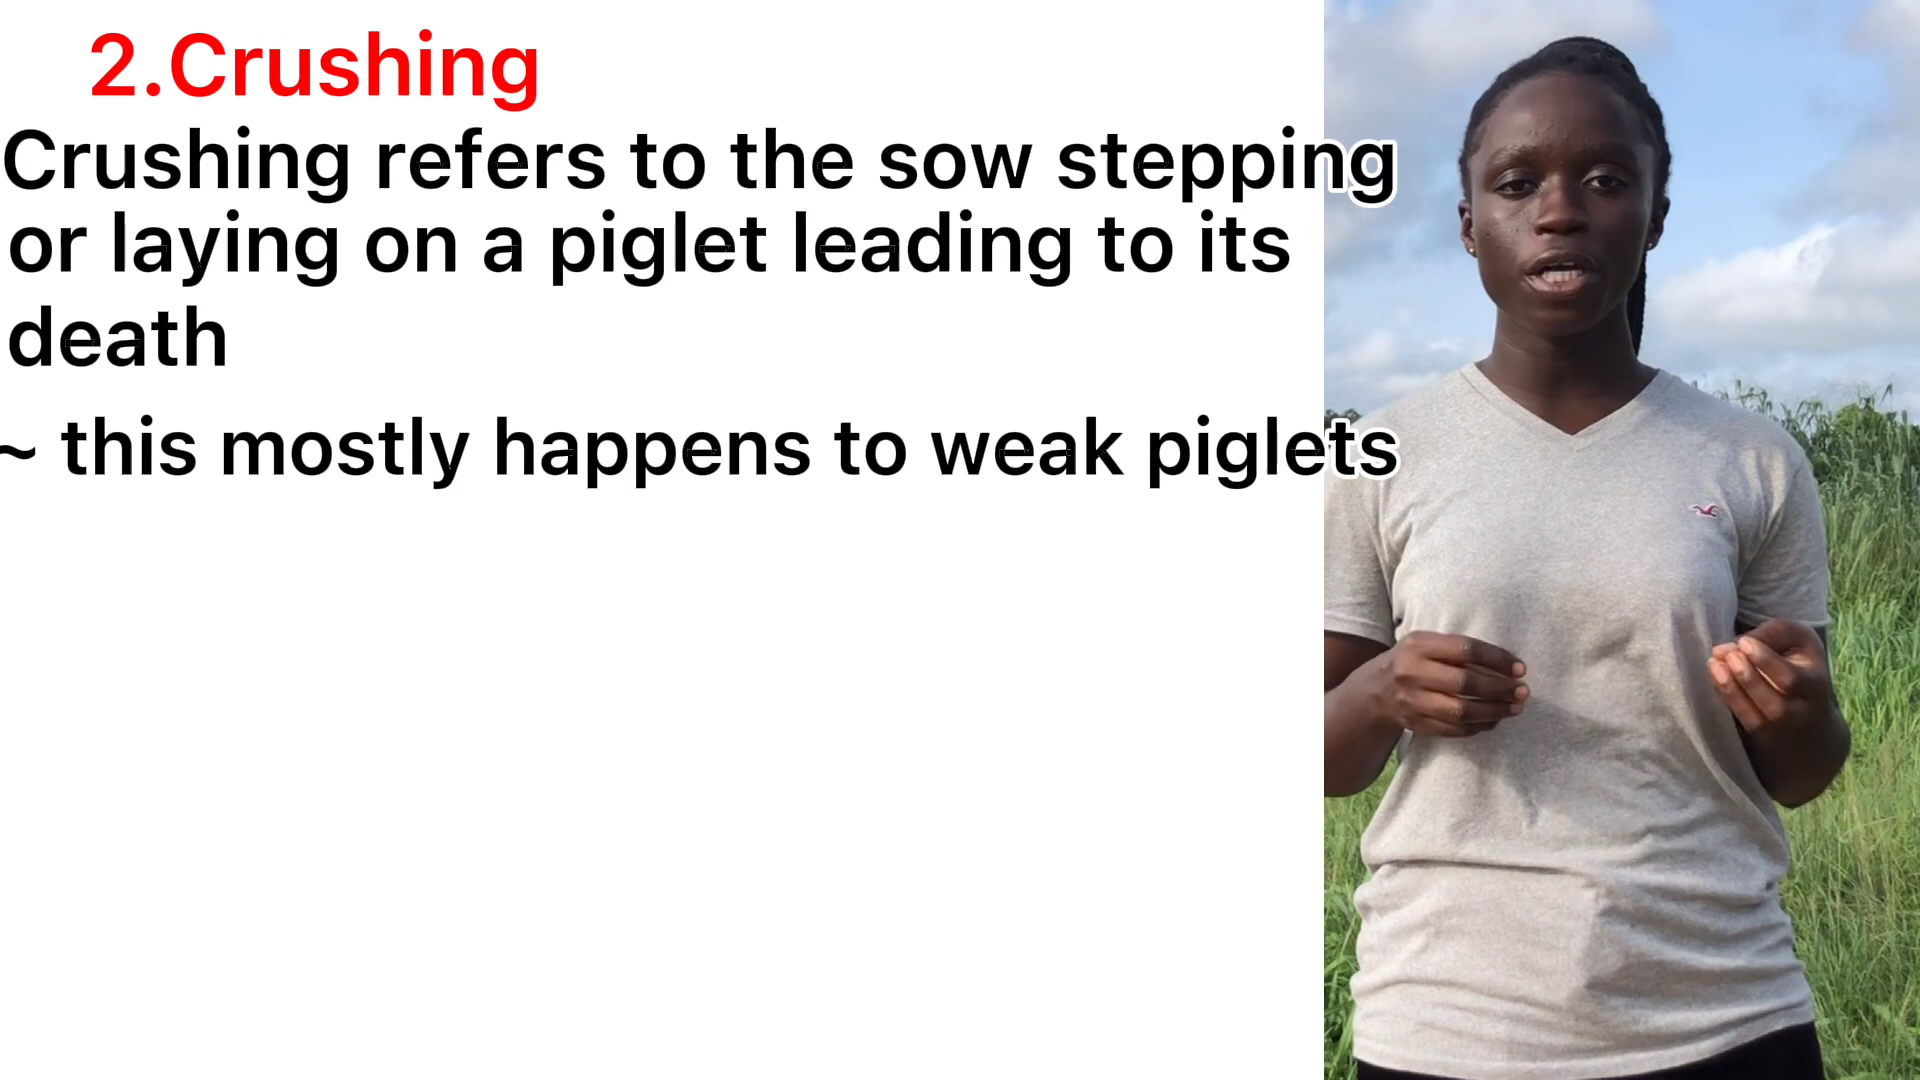 2.Crushing
Crushing refers to the sow stepping
or laying on a piglet leading to its
death
~ this mostly happens to weak piglets